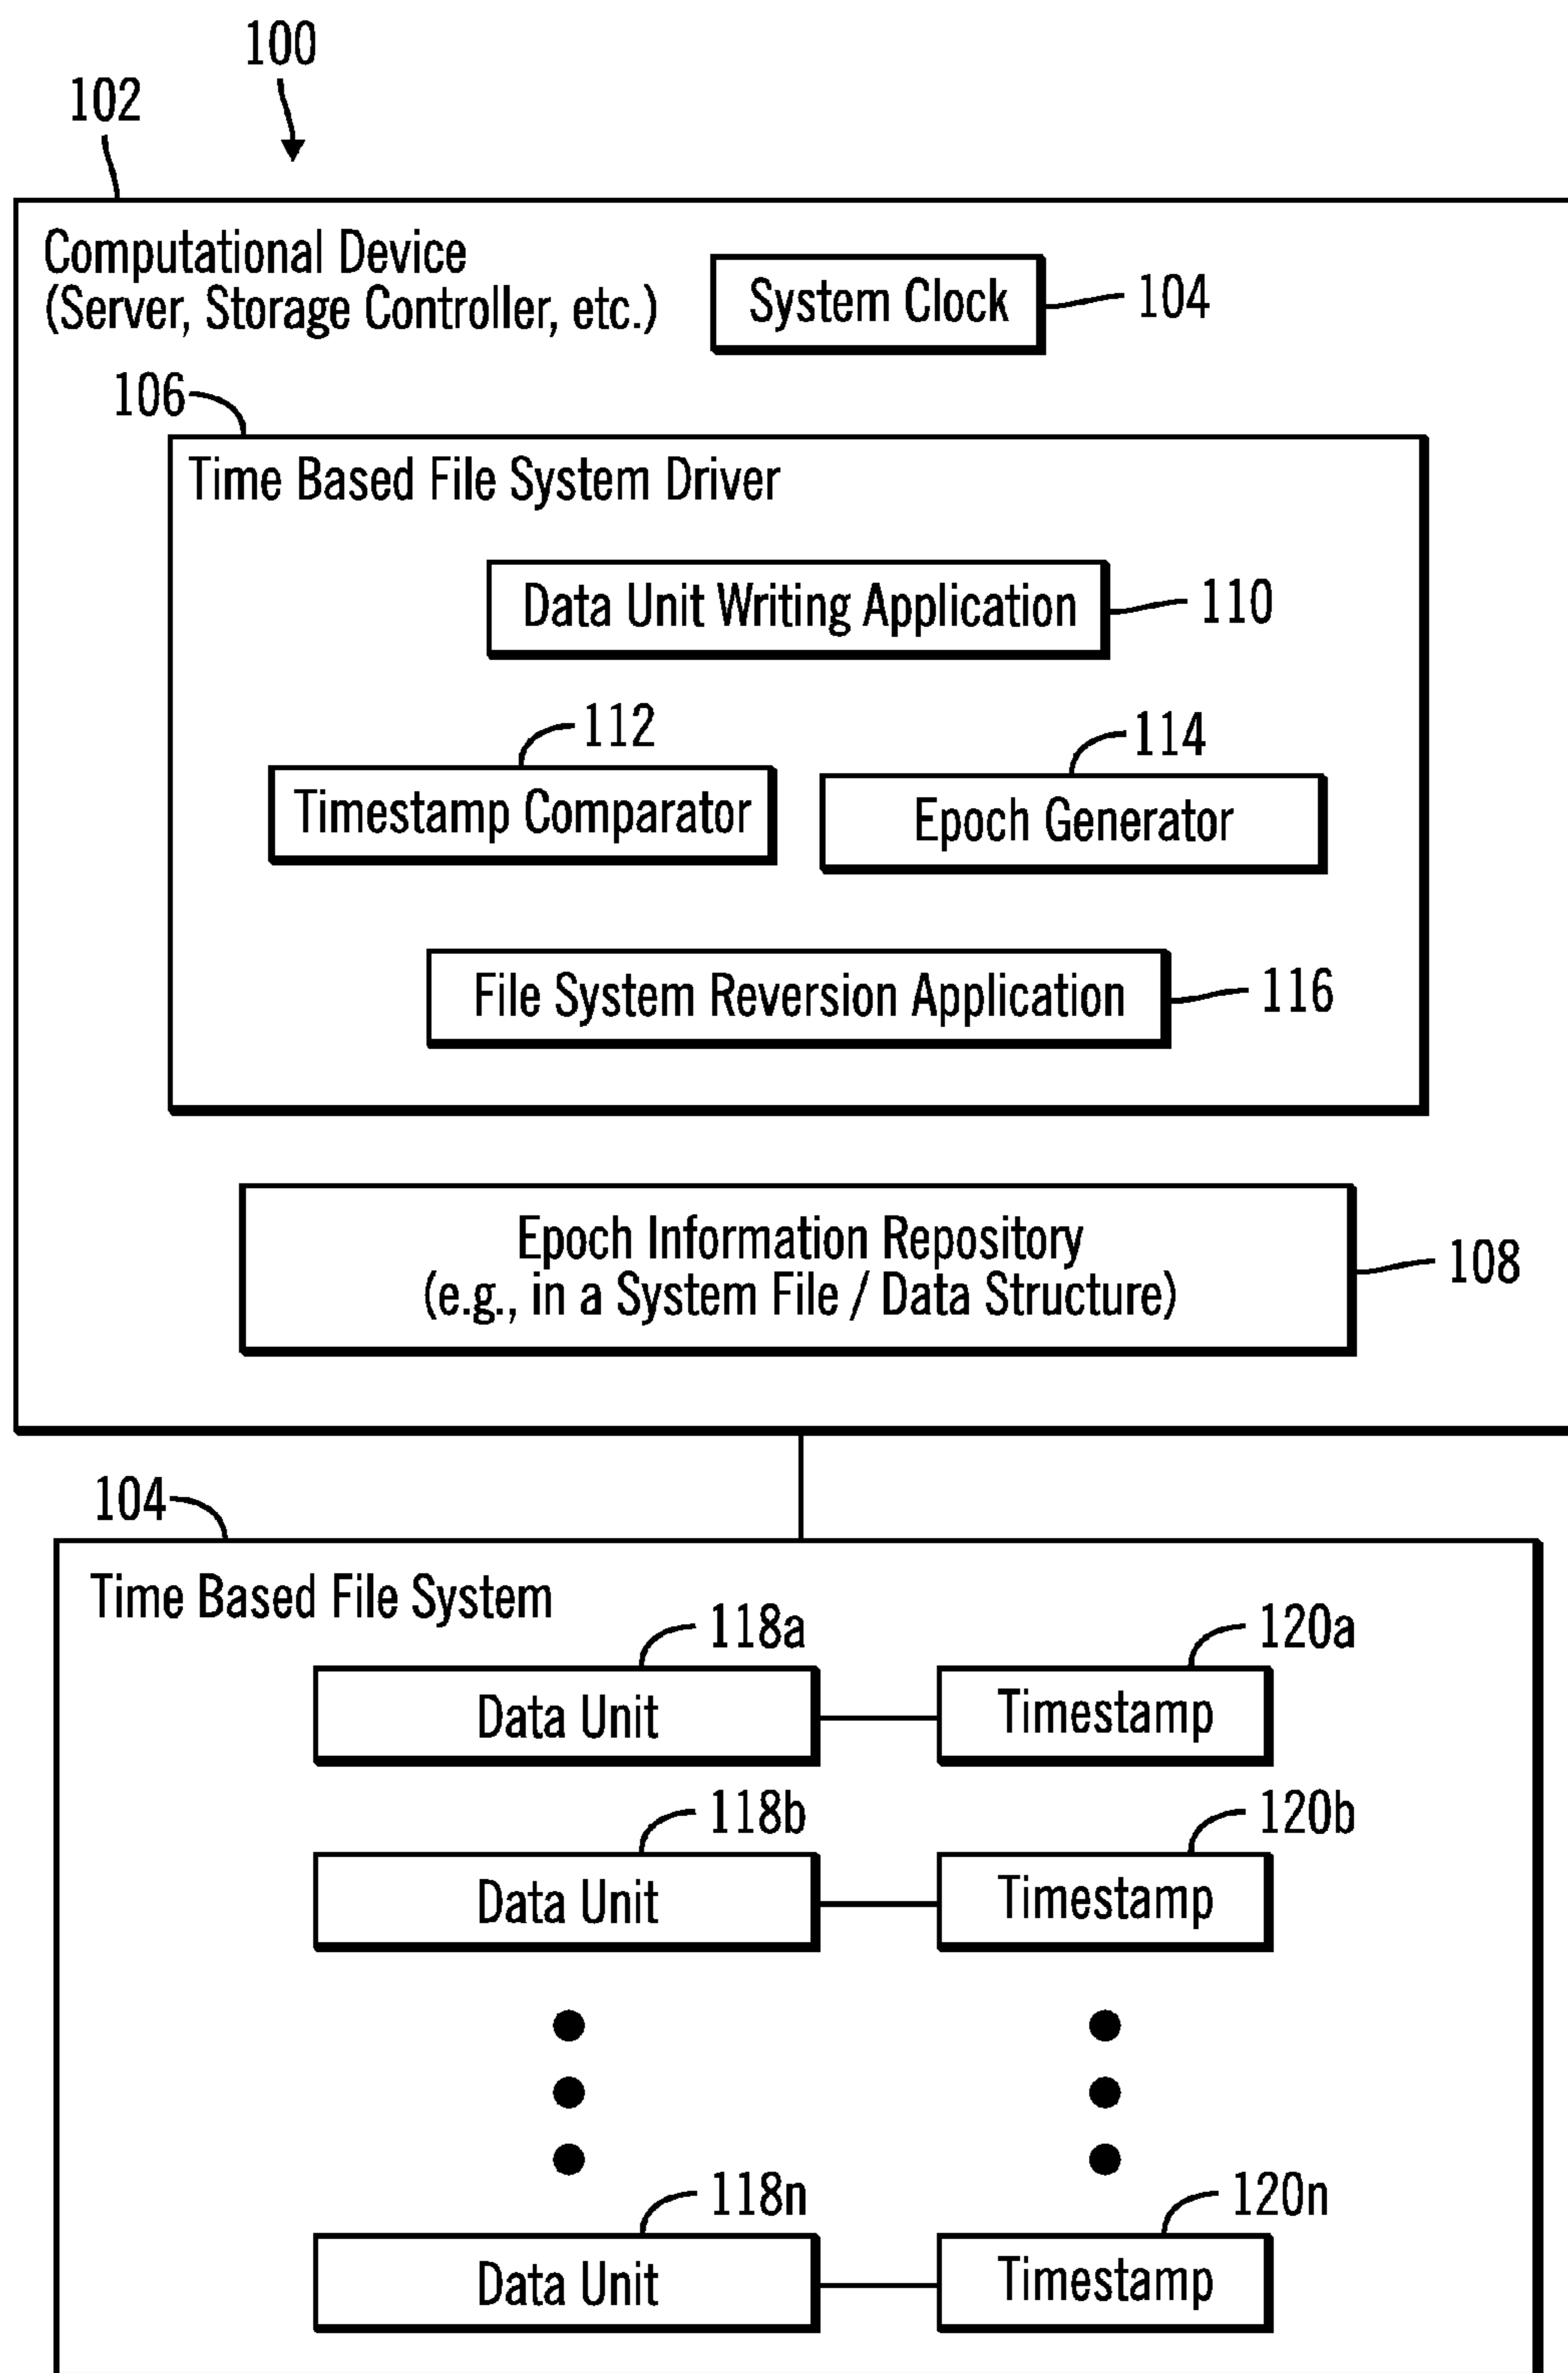 100
102
Computational Device
(Server, Storage Controller, etc.)
System Clock
104
106
Time Based File System Driver
Data Unit Writing Application
110
112
114
Timestamp Comparator
Epoch Generator
File System Reversion Application
116
Epoch Information Repository
(e.g., in a System File / Data Structure)
108
104
Time Based File System
118a
120a
Data Unit
Timestamp
118b
120b
Data Unit
Timestamp
118n
120n
Data Unit
Timestamp